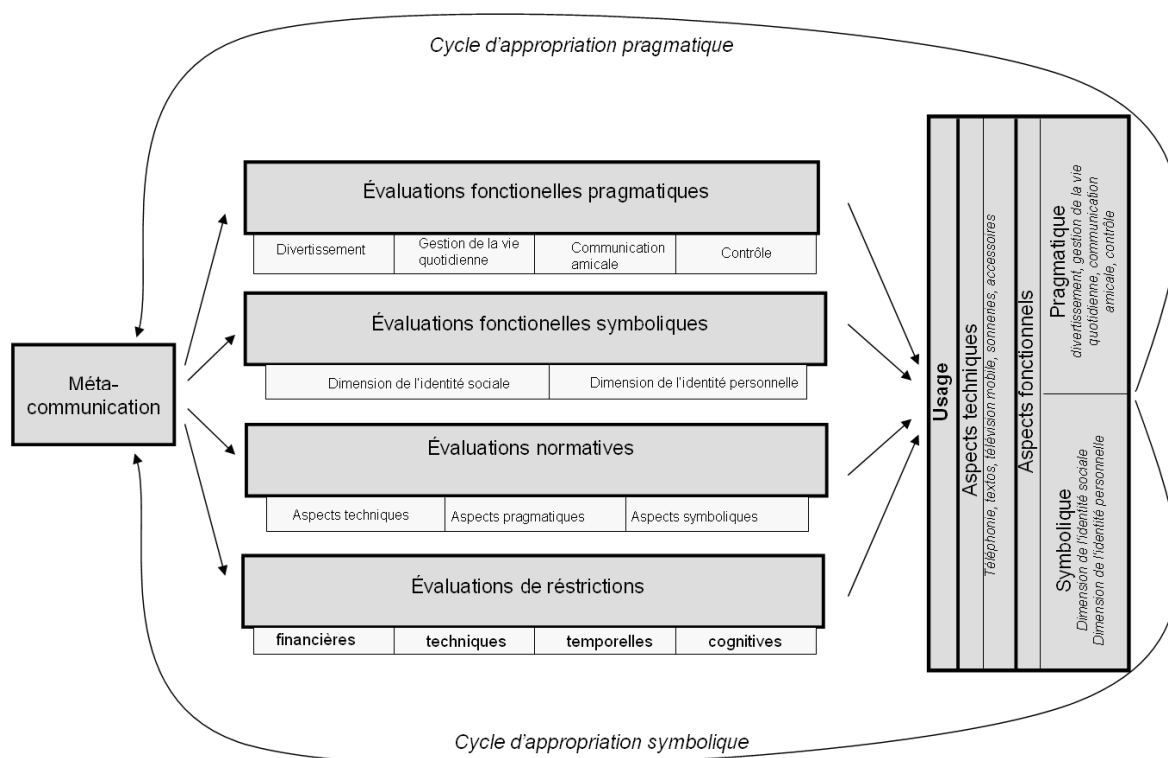 Cycle d'appropriation pragmatique
Évaluations fonctionelles pragmatiques
Divertissement
Gestion de la vie
quotidienne
Communication
amicale
Contrôle
Évaluations fonctionelles symboliques
Dimension de l'identité sociale
Dimension de l'identité personnelle
Méta-
communication
Évaluations normatives
Aspects techniques
Aspects pragmatiques
Aspects symboliques
Évaluations de réstrictions
financières
techniques
temporelles
cognitives
Usage
Aspects techniques
Téléphonie, textos, télévision mobile, sonneries, accessoires
Aspects fonctionnels
Pragmatique
divertissement, gestion de la vie
quotidienne, communication
amicale, contrôle
Symbolique
Dimension de l'identité sociale
Dimension de l'identité personnelle
Cycle d'appropriation symbolique